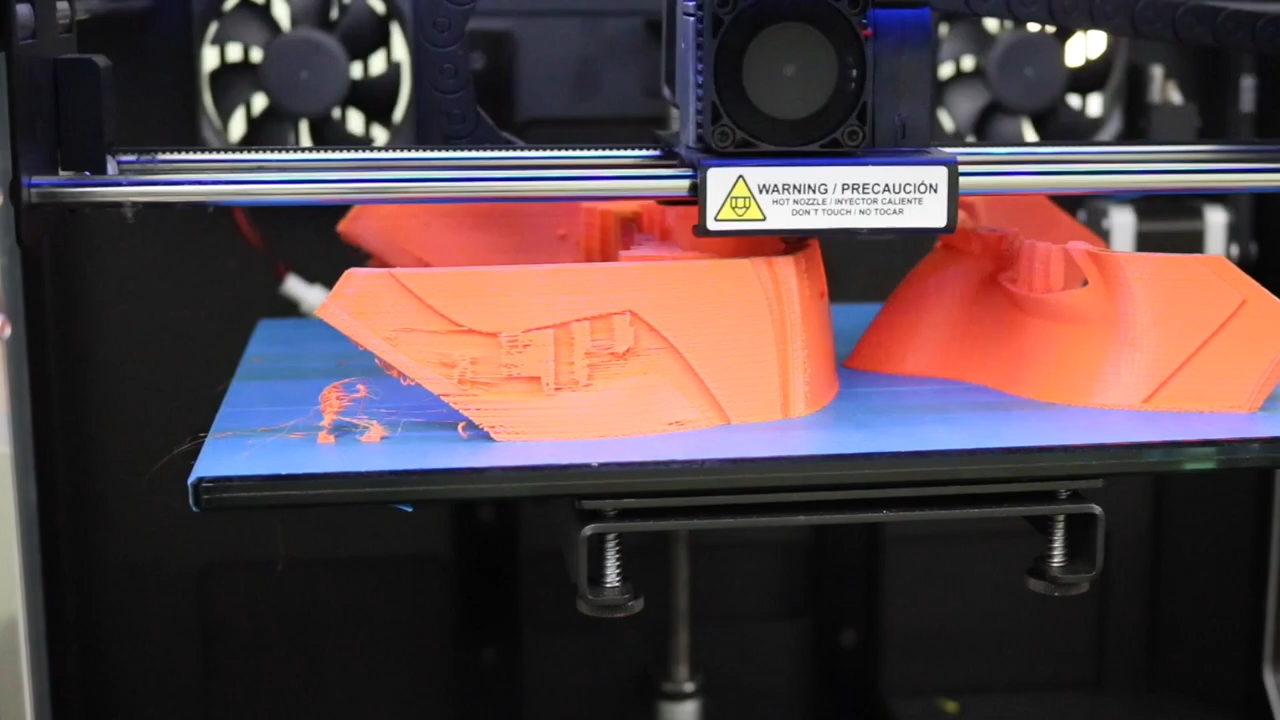 WARNING / PRECAUCIÓN
HOT NOZZLE / INYECTOR CALIENTE
DON'T TOUCH / NO TOCAR